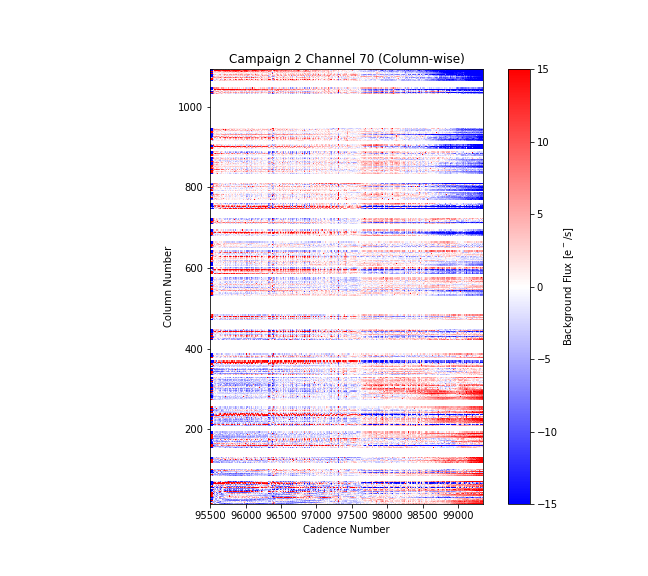 Campaign 2 Channel 70 (Column-wise)
1000
800
600
400
200
Column Number
95500 96000 96500 97000 97500 98000 98500 99000
Cadence Number
15
10
5
0
−5
−10
−15
Background Flux [e⁻/s]